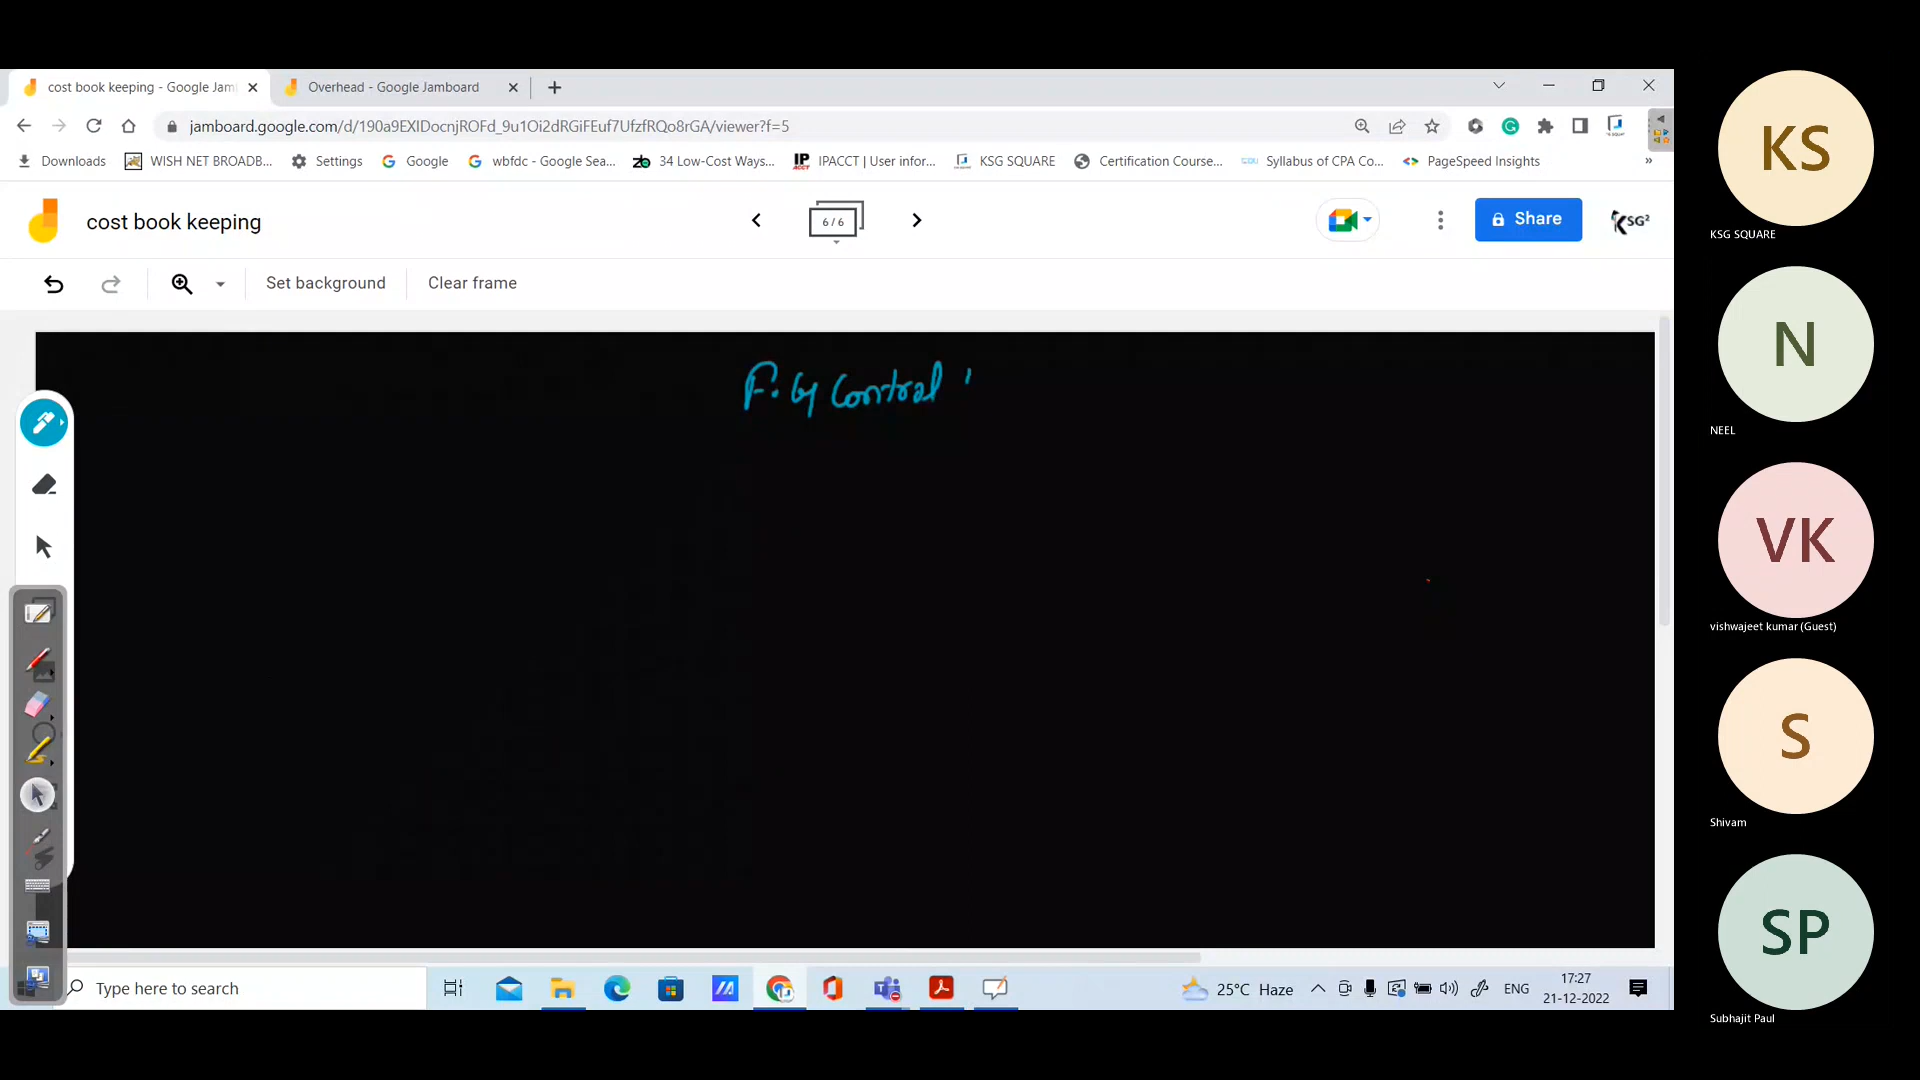 cost book keeping - Google Jam
Overhead - Google Jamboard
jamboard.google.com/d/190a9EXIDocnjROFd_9u1Oi2dRGiFEuf7UfzfRQo8rGA/viewer?f=5
Downloads
WISH NET BROADB...
Settings
Google
wbfdc - Google Sea...
34 Low-Cost Ways...
IPACCT | User infor...
KSG SQUARE
Certification Course...
Syllabus of CPA Co...
PageSpeed Insights
»
cost book keeping
6 / 6
Share
KSG²
Set background
Clear frame
F. G Control
Type here to search
25°C Haze
ENG
17:27
21-12-2022
KS
KSG SQUARE
N
NEEL
VK
vishwajeet kumar (Guest)
S
Shivam
SP
Subhajit Paul